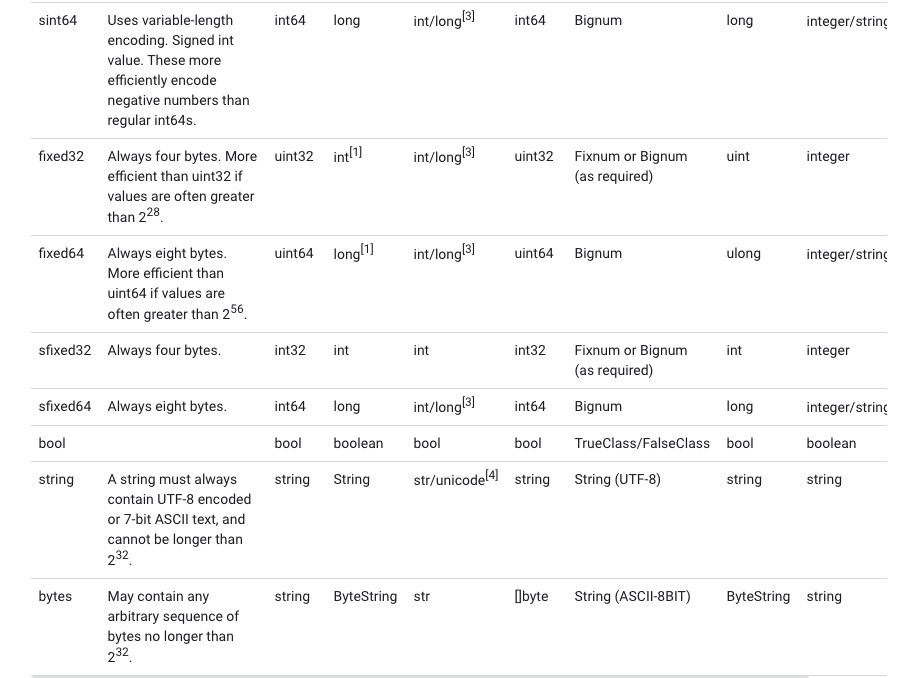 sint64 Uses variable-length int64 long int/long[3] int64 Bignum long integer/string
encoding. Signed int
value. These more
efficiently encode
negative numbers than
regular int64s.
fixed32 Always four bytes. More uint32 int[1] int/long[3] uint32 Fixnum or Bignum uint integer
efficient than uint32 if (as required)
values are often greater
than 2^28.
fixed64 Always eight bytes. uint64 long[1] int/long[3] uint64 Bignum ulong integer/string
More efficient than
uint64 if values are
often greater than 2^56.
sfixed32 Always four bytes. int32 int int int32 Fixnum or Bignum int integer
(as required)
sfixed64 Always eight bytes. int64 long int/long[3] int64 Bignum long integer/string
bool bool boolean bool bool TrueClass/FalseClass bool boolean
string A string must always string String str/unicode[4] string String (UTF-8) string string
contain UTF-8 encoded
or 7-bit ASCII text, and
cannot be longer than
2^32.
bytes May contain any string ByteString str []byte String (ASCII-8BIT) ByteString string
arbitrary sequence of
bytes no longer than
2^32.